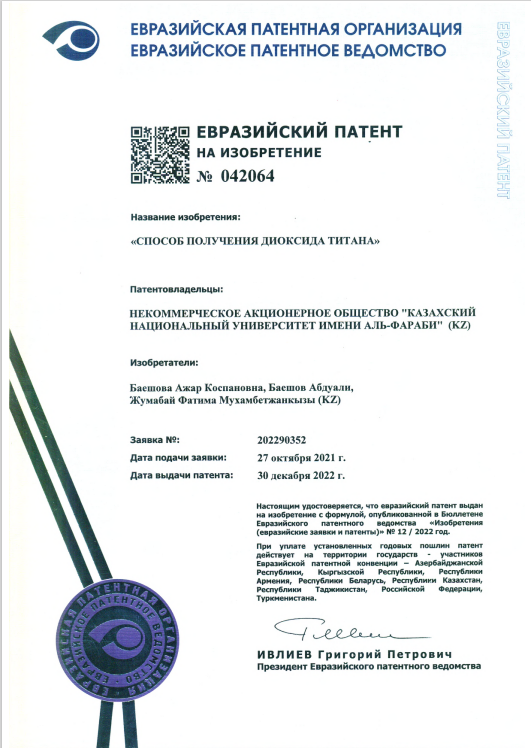 ЕВРАЗИЙСКАЯ ПАТЕНТНАЯ ОРГАНИЗАЦИЯ
ЕВРАЗИЙСКОЕ ПАТЕНТНОЕ ВЕДОМСТВО
ЕВРАЗИЙСКИЙ ПАТЕНТ
ЕВРАЗИЙСКИЙ ПАТЕНТ
НА ИЗОБРЕТЕНИЕ
№ 042064
Название изобретения:
«СПОСОБ ПОЛУЧЕНИЯ ДИОКСИДА ТИТАНА»
Патентовладельцы:
НЕКОММЕРЧЕСКОЕ АКЦИОНЕРНОЕ ОБЩЕСТВО "КАЗАХСКИЙ
НАЦИОНАЛЬНЫЙ УНИВЕРСИТЕТ ИМЕНИ АЛЬ-ФАРАБИ" (KZ)
Изобретатели:
Баешова Ажар Коспановна, Баешов Абдуали,
Жумабай Фатима Мухамбетжанкызы (KZ)
Заявка №: 202290352
Дата подачи заявки: 27 октября 2021 г.
Дата выдачи патента: 30 декабря 2022 г.
Настоящим удостоверяется, что евразийский патент выдан
на изобретение с формулой, опубликованной в Бюллетене
Евразийского патентного ведомства «Изобретения
(евразийские заявки и патенты)» № 12 / 2022 год.
При уплате установленных годовых пошлин патент
действует на территории государств - участников
Евразийской патентной конвенции – Азербайджанской
Республики, Кыргызской Республики, Республики
Армения, Республики Беларусь, Республики Казахстан,
Республики Таджикистан, Российской Федерации,
Туркменистана.
ИВЛИЕВ Григорий Петрович
Президент Евразийского патентного ведомства
ЕВРАЗИЙСКАЯ ПАТЕНТНАЯ ОРГАНИЗАЦИЯ
ЕВРАЗИЙСКОЕ ПАТЕНТНОЕ ВЕДОМСТВО